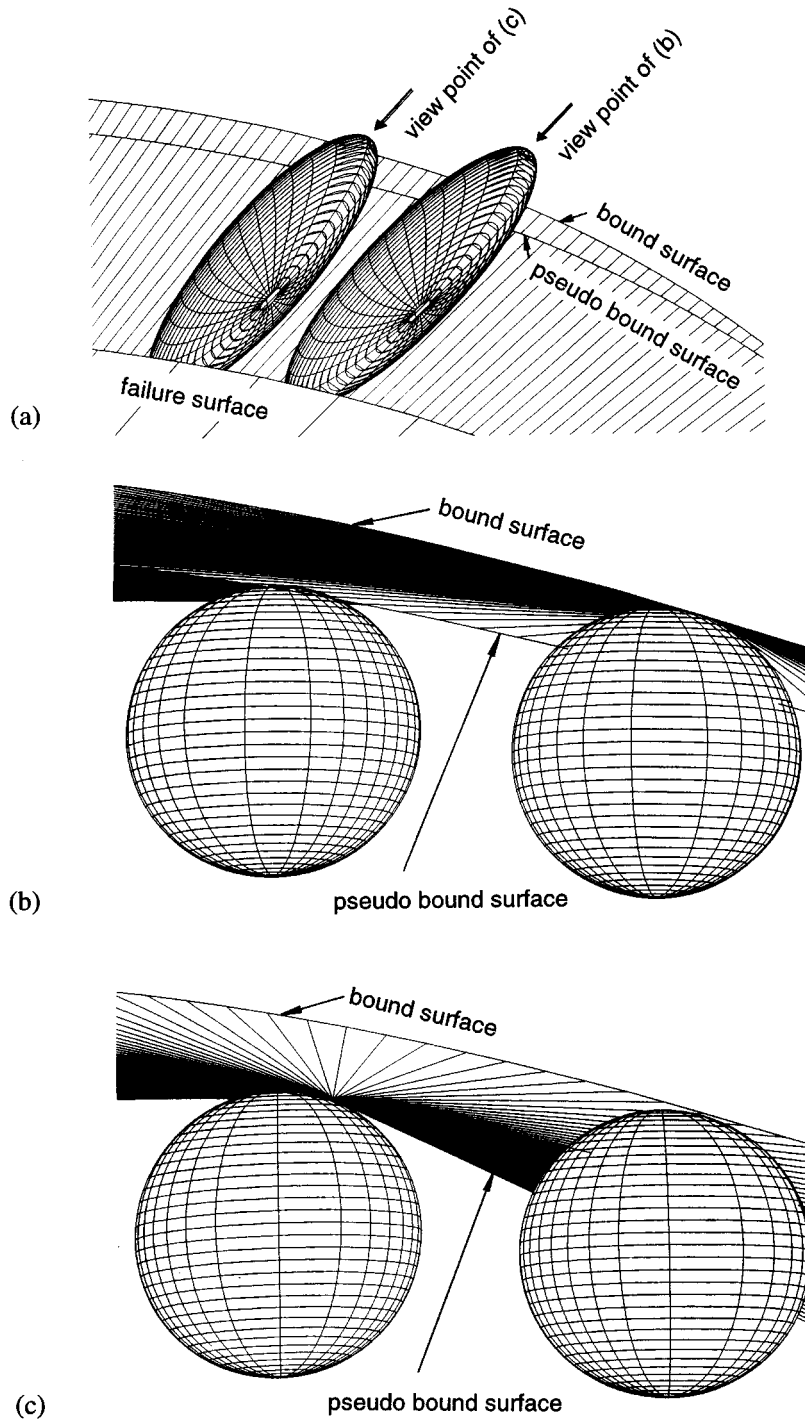 view point of (c)
view point of (b)
bound surface
pseudo bound surface
failure surface
(a)
bound surface
pseudo bound surface
(b)
bound surface
pseudo bound surface
(c)